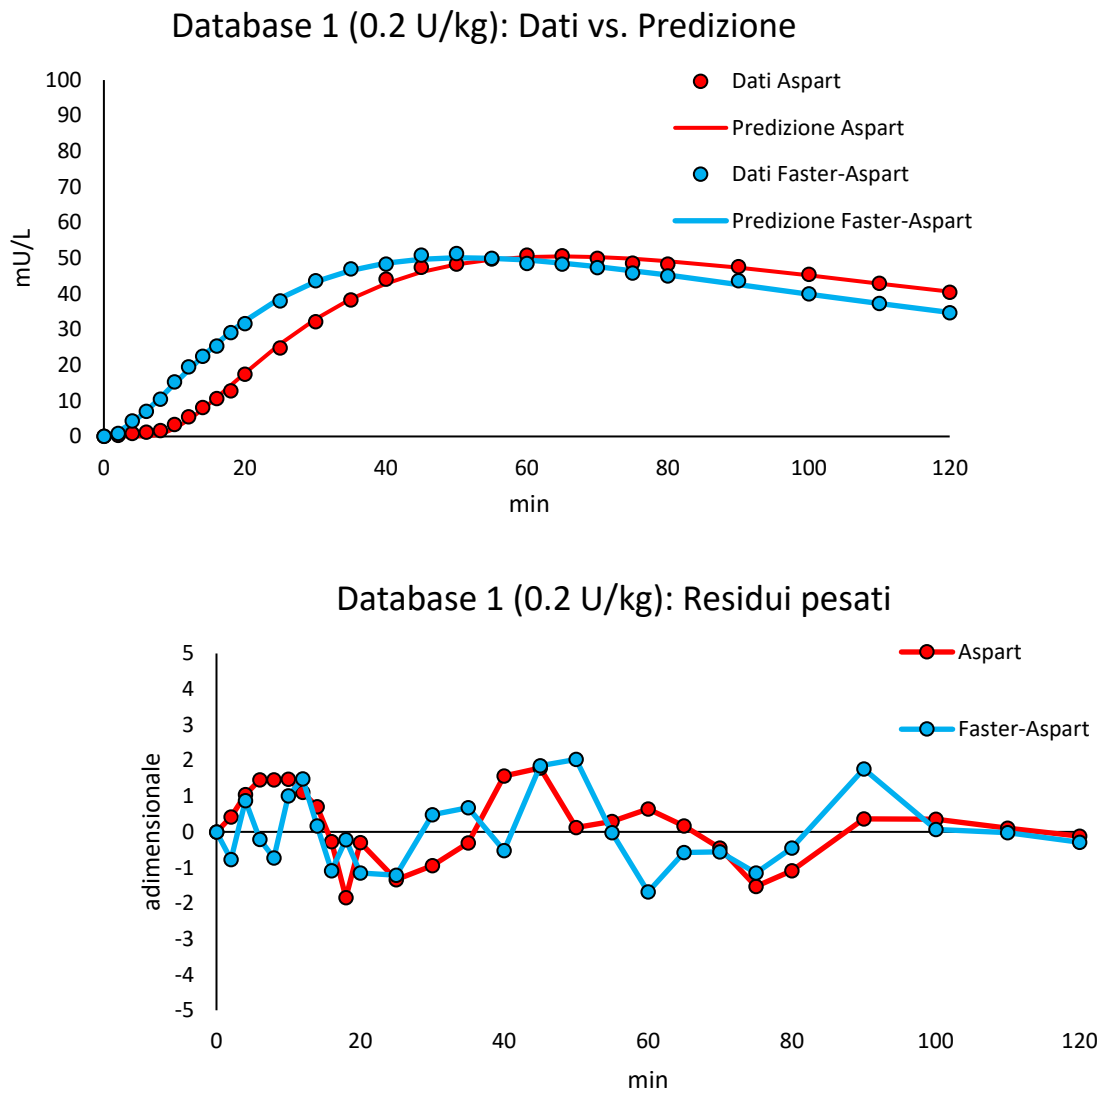 Database 1 (0.2 U/kg): Dati vs. Predizione
100
90
80
70
60
50
40
30
20
10
0
mU/L
0 20 40 60 80 100 120
min
Dati Aspart
Predizione Aspart
Dati Faster-Aspart
Predizione Faster-Aspart
Database 1 (0.2 U/kg): Residui pesati
5
4
3
2
1
0
-1
-2
-3
-4
-5
adimensionale
0 20 40 60 80 100 120
min
Aspart
Faster-Aspart